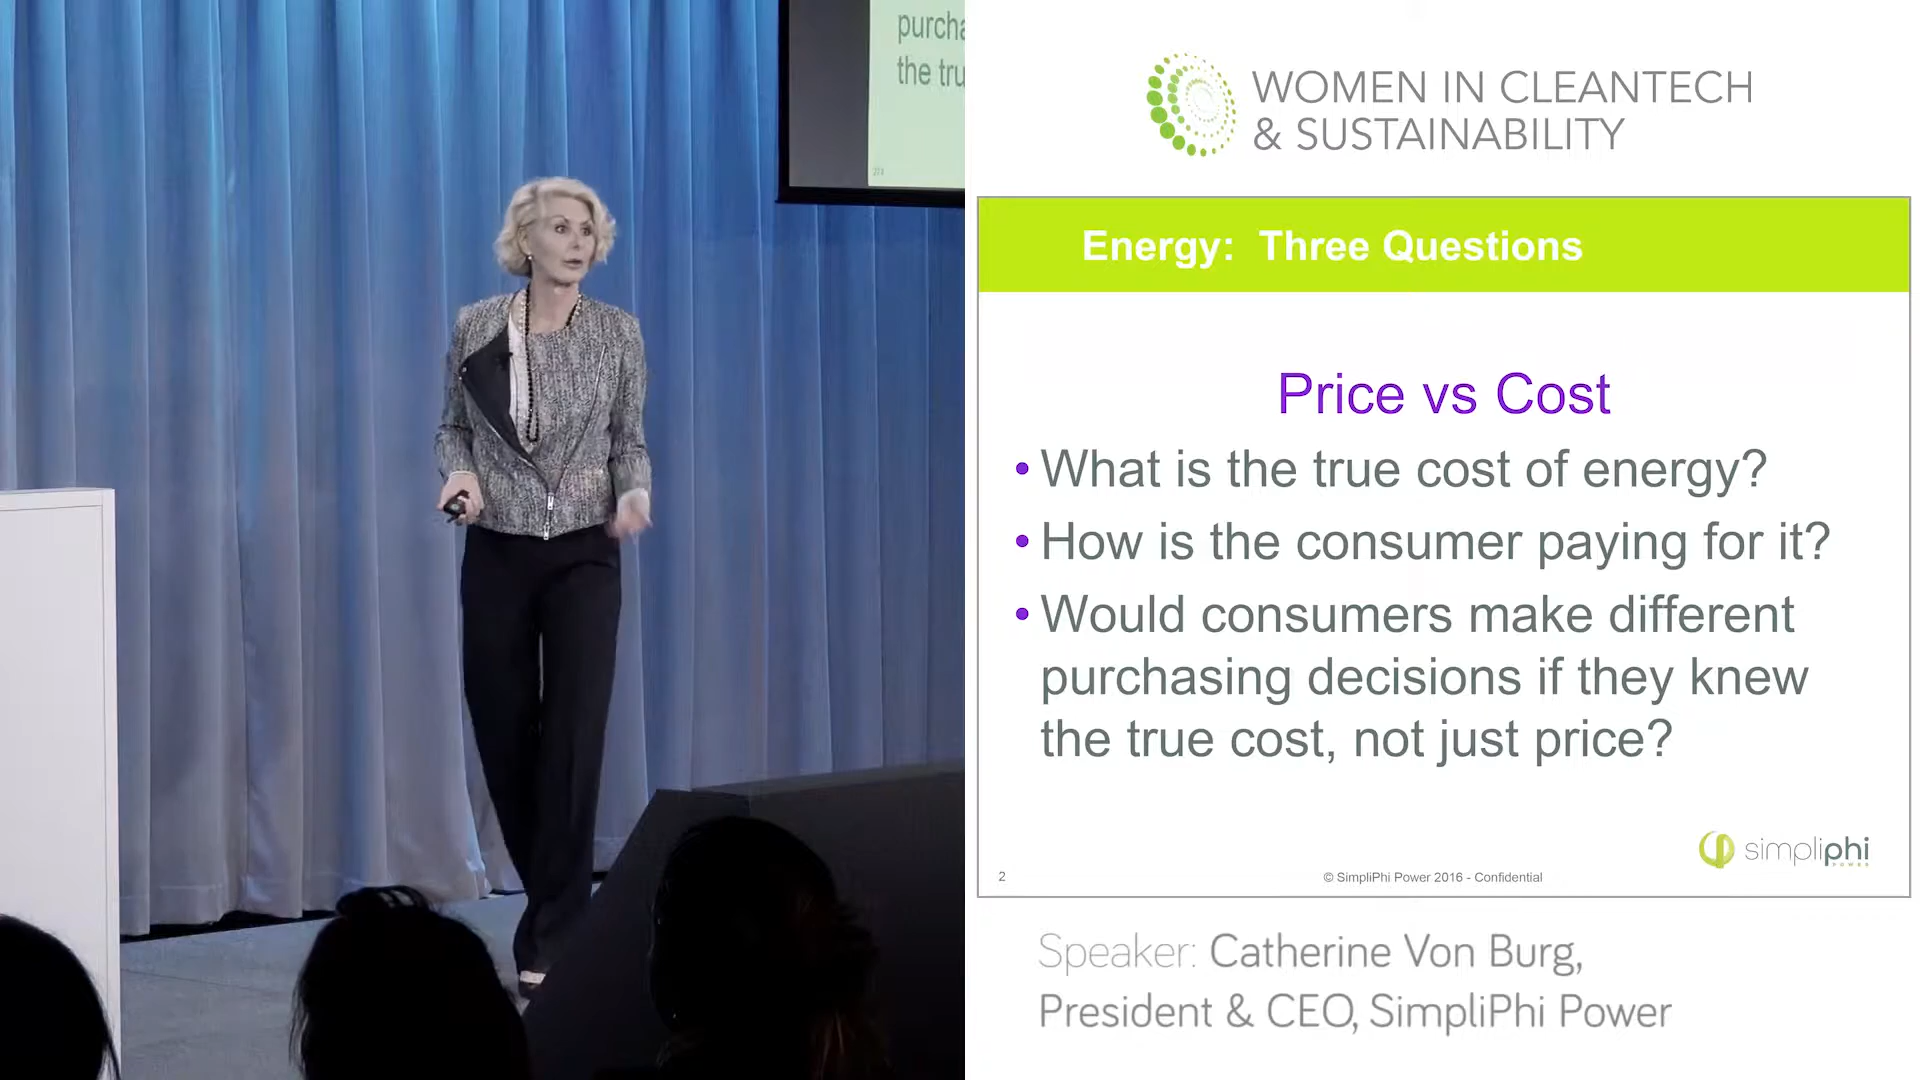 purcha
the tru
WOMEN IN CLEANTECH
& SUSTAINABILITY
Energy: Three Questions
Price vs Cost
• What is the true cost of energy?
• How is the consumer paying for it?
• Would consumers make different
purchasing decisions if they knew
the true cost, not just price?
simpliphi
POWER
2
© SimpliPhi Power 2016 - Confidential
Speaker: Catherine Von Burg,
President & CEO, SimpliPhi Power